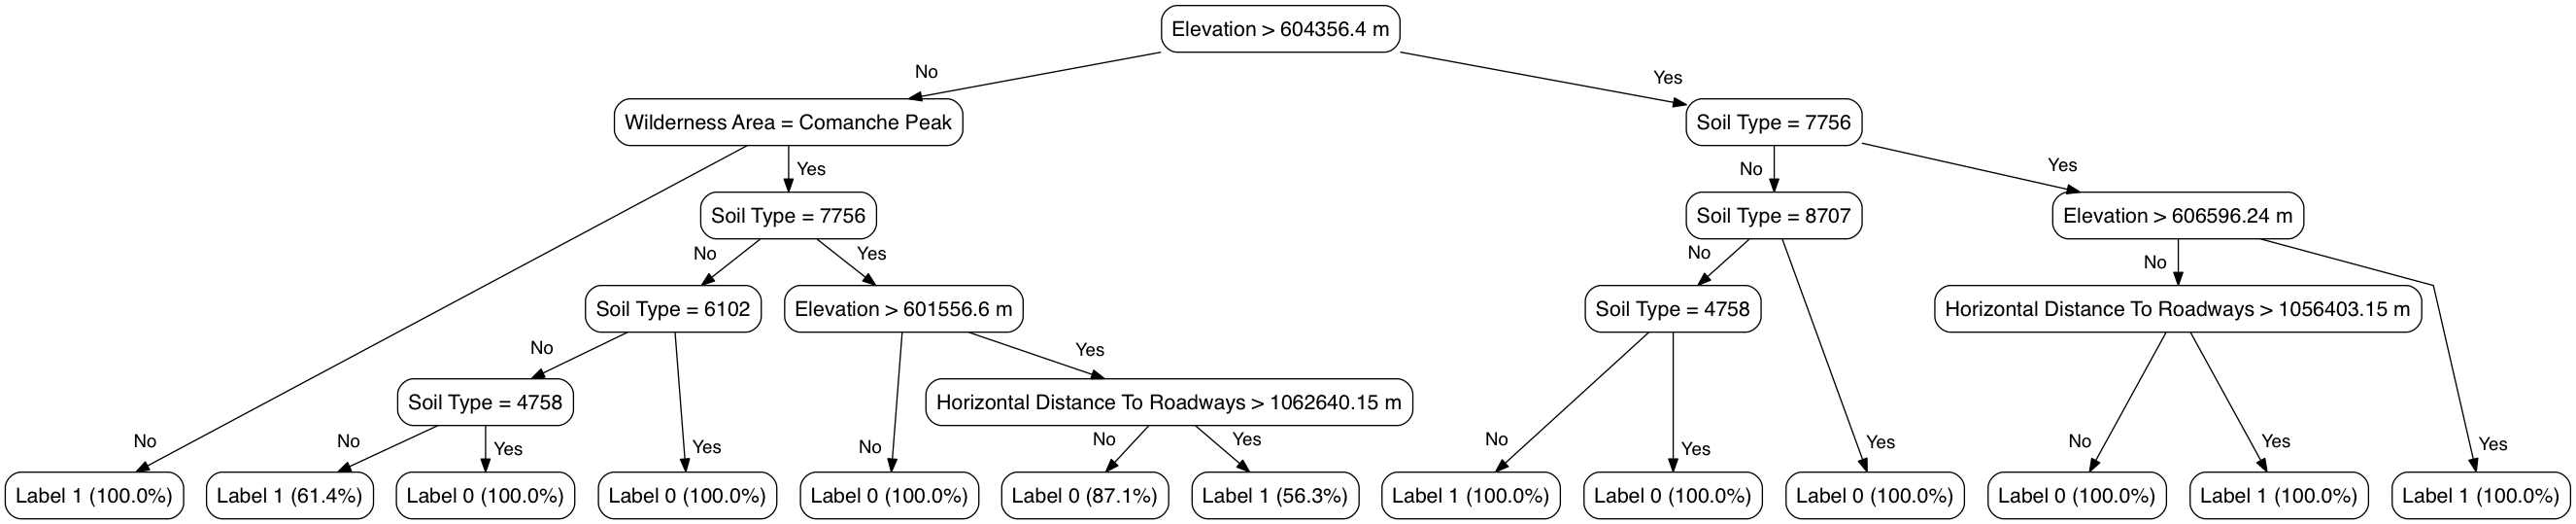 Elevation > 604356.4 m
No
Yes
Wilderness Area = Comanche Peak
Soil Type = 7756
Yes
No
Yes
Soil Type = 7756
Soil Type = 8707
Elevation > 606596.24 m
No
Yes
No
No
Soil Type = 6102
Elevation > 601556.6 m
Soil Type = 4758
Horizontal Distance To Roadways > 1056403.15 m
No
Yes
Soil Type = 4758
Horizontal Distance To Roadways > 1062640.15 m
No
No
Yes
Yes
No
No
Yes
No
Yes
Yes
No
Yes
Yes
Label 1 (100.0%)
Label 1 (61.4%)
Label 0 (100.0%)
Label 0 (100.0%)
Label 0 (100.0%)
Label 0 (87.1%)
Label 1 (56.3%)
Label 1 (100.0%)
Label 0 (100.0%)
Label 0 (100.0%)
Label 0 (100.0%)
Label 1 (100.0%)
Label 1 (100.0%)